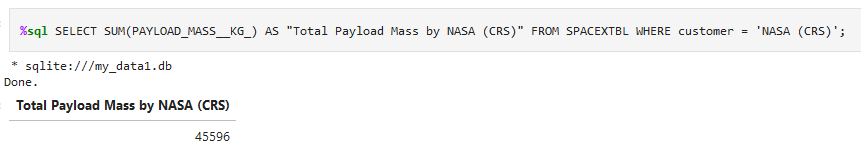 %sql SELECT SUM(PAYLOAD_MASS__KG_) AS "Total Payload Mass by NASA (CRS)" FROM SPACEXTBL WHERE customer = 'NASA (CRS)';
* sqlite:///my_data1.db
Done.
Total Payload Mass by NASA (CRS)
45596